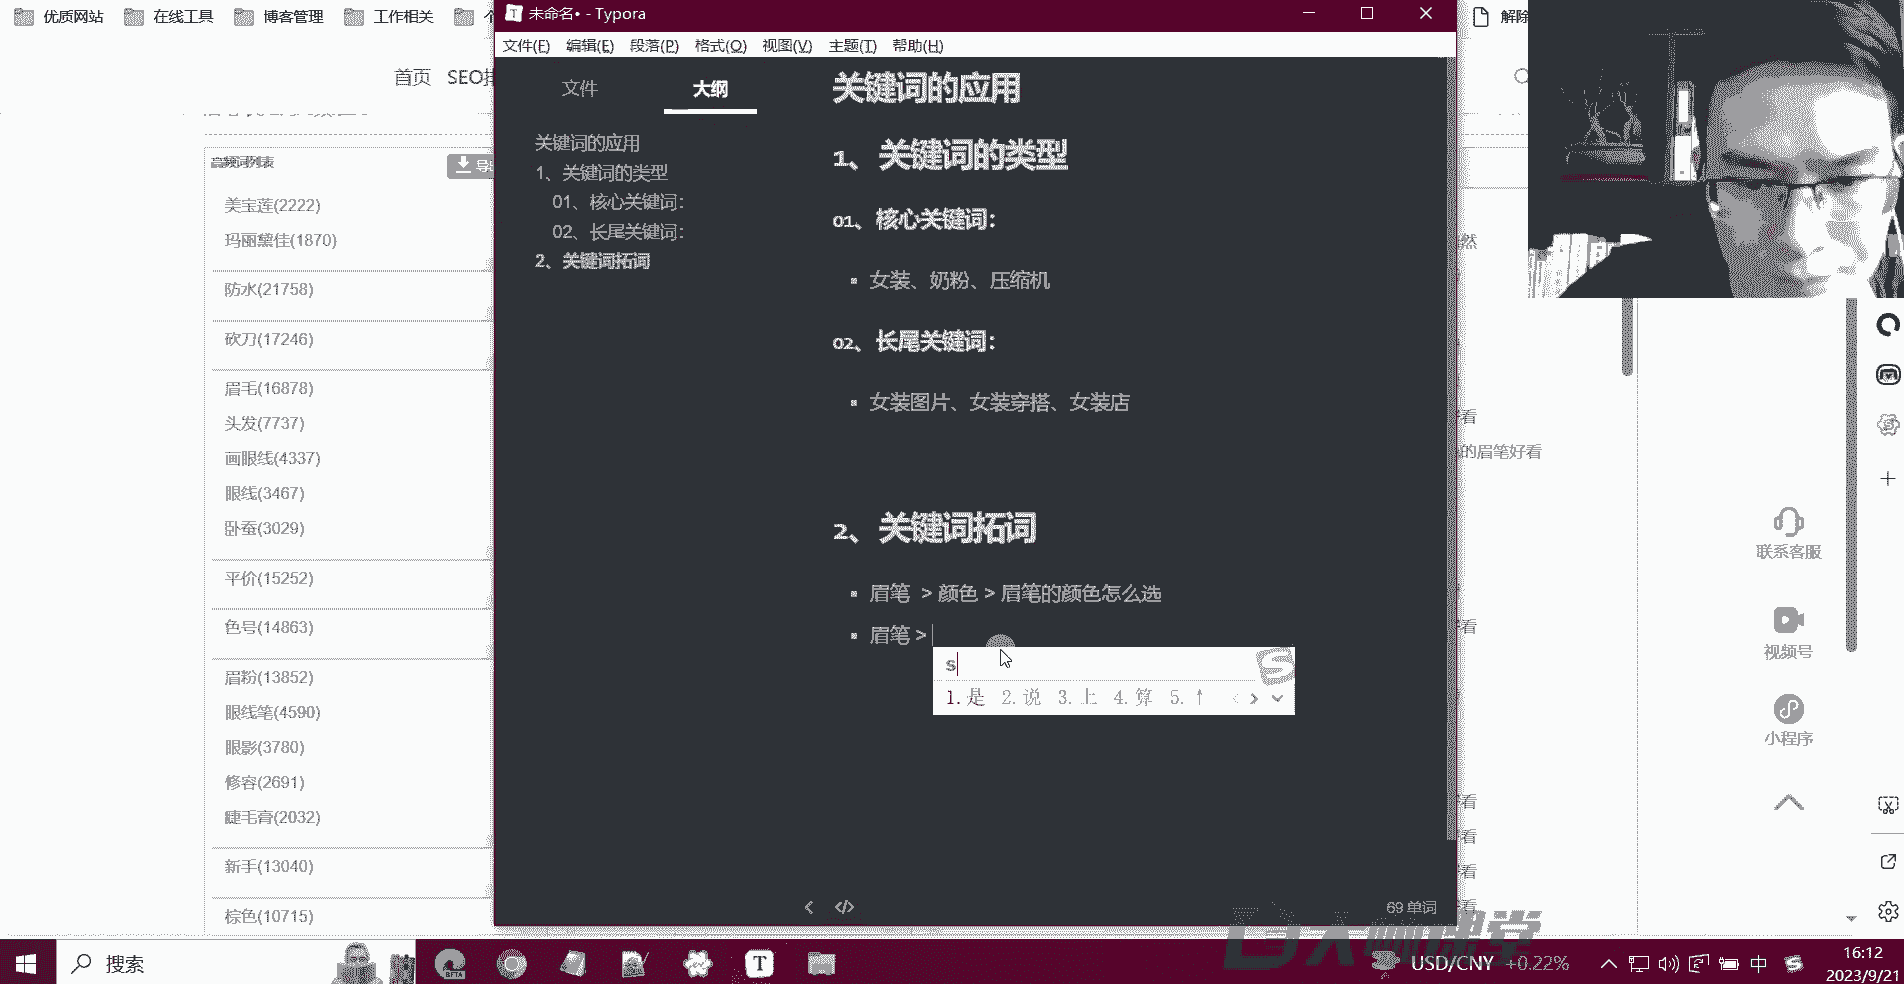 优质网站
在线工具
博客管理
工作相关
未命名• - Typora
解除
文件(F) 编辑(E) 段落(P) 格式(O) 视图(V) 主题(T) 帮助(H)
首页 SEO
文件
大纲
关键词的应用
1、关键词的类型
01、核心关键词：
02、长尾关键词：
2、关键词拓词
关键词的应用
1、关键词的类型
01、核心关键词：
女装、奶粉、压缩机
02、长尾关键词：
女装图片、女装穿搭、女装店
2、关键词拓词
眉笔 > 颜色 > 眉笔的颜色怎么选
眉笔 >
s
1.是 2.说 3.上 4.算 5.↑
69 单词
高频词列表
导
美宝莲(2222)
玛丽黛佳(1870)
防水(21758)
砍刀(17246)
眉毛(16878)
头发(7737)
画眼线(4337)
眼线(3467)
卧蚕(3029)
平价(15252)
色号(14863)
眉粉(13852)
眼线笔(4590)
眼影(3780)
修容(2691)
睫毛膏(2032)
新手(13040)
棕色(10715)
然
看
的眉笔好看
看
看
看
看
看
联系客服
视频号
小程序
搜索
USD/CNY +0.22%
中
16:12
2023/9/21